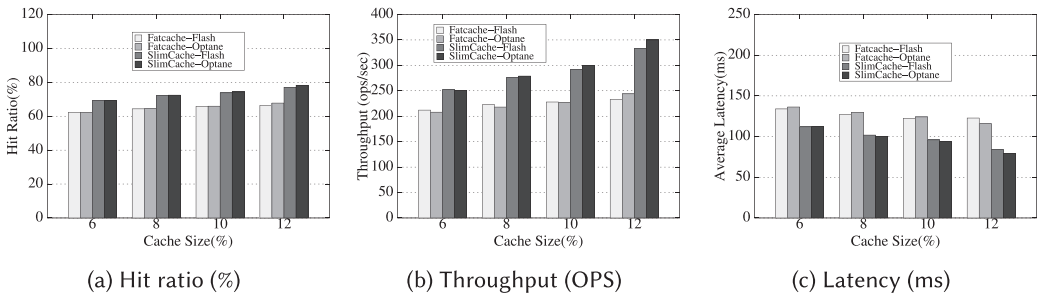 120
100
80
60
40
20
0
Hit Ratio(%)
Fatcache–Flash
Fatcache–Optane
SlimCache–Flash
SlimCache–Optane
6 8 10 12
Cache Size(%)
(a) Hit ratio (%)
400
350
300
250
200
150
100
50
0
Throughput (ops/sec)
Fatcache–Flash
Fatcache–Optane
SlimCache–Flash
SlimCache–Optane
6 8 10 12
Cache Size(%)
(b) Throughput (OPS)
250
200
150
100
50
0
Average Latency(ms)
Fatcache–Flash
Fatcache–Optane
SlimCache–Flash
SlimCache–Optane
6 8 10 12
Cache Size(%)
(c) Latency (ms)